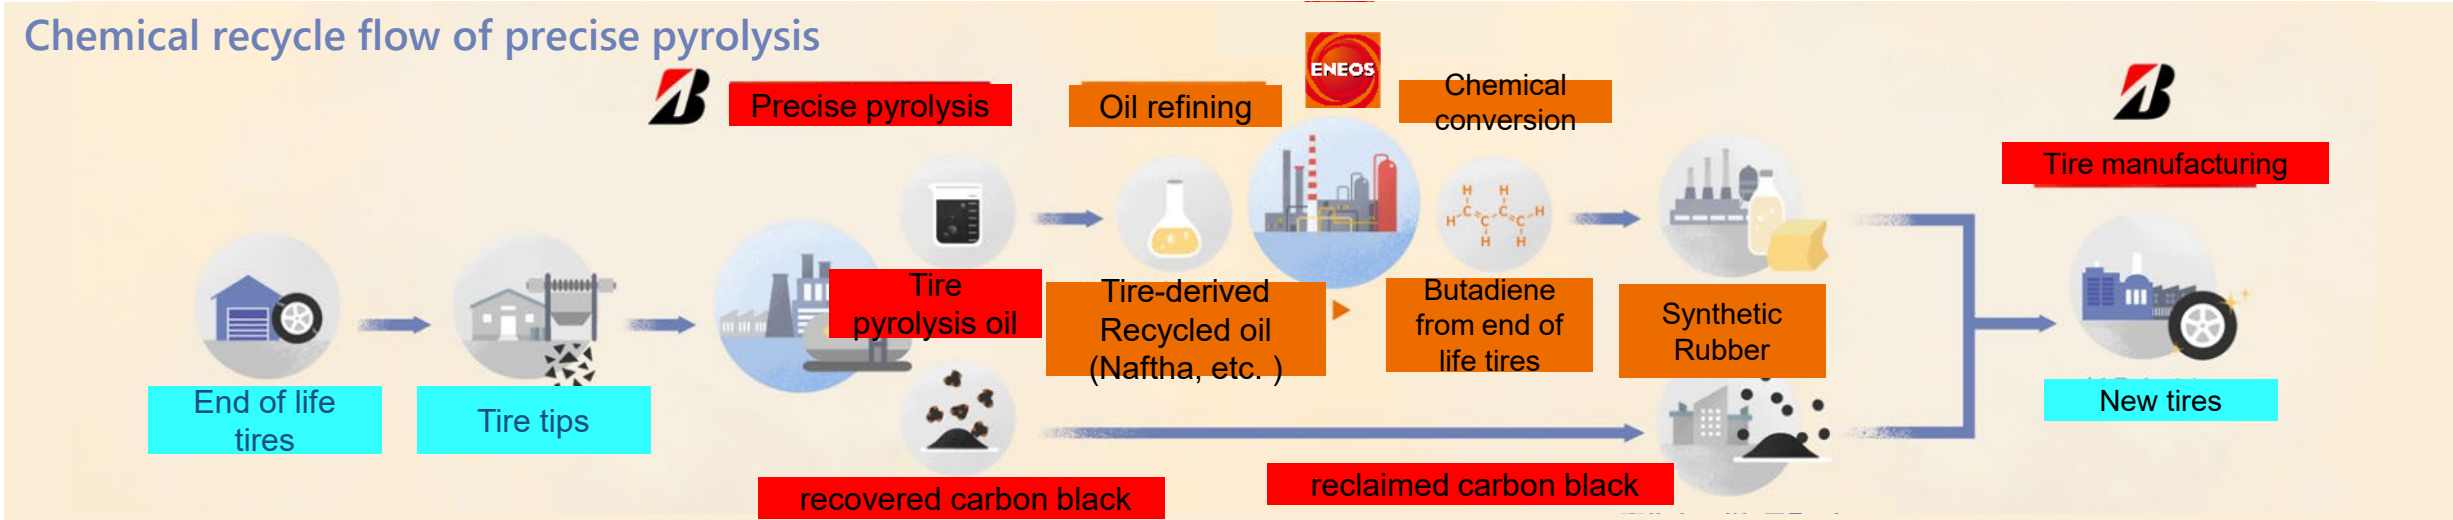 Chemical recycle flow of precise pyrolysis
Precise pyrolysis
Oil refining
ENEOS
Chemical
conversion
Tire manufacturing
H H
H C C H
C C
H H
End of life
tires
Tire tips
Tire
pyrolysis oil
Tire-derived
Recycled oil
(Naftha, etc. )
Butadiene
from end of
life tires
Synthetic
Rubber
New tires
recovered carbon black
reclaimed carbon black